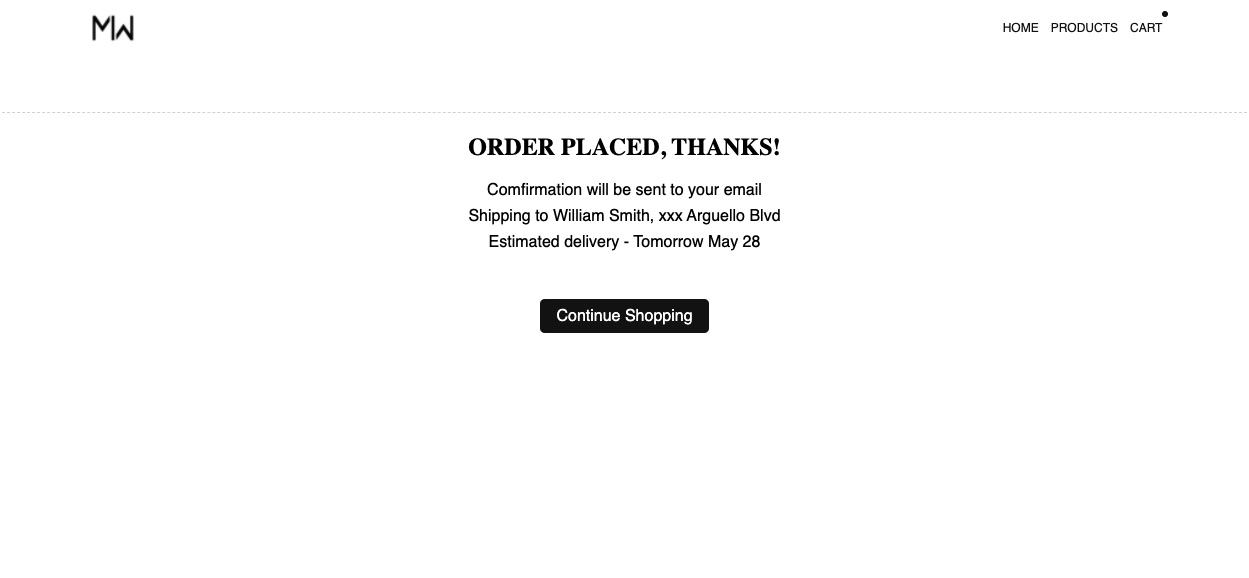 MW
HOME PRODUCTS CART
ORDER PLACED, THANKS!
Comfirmation will be sent to your email
Shipping to William Smith, xxx Arguello Blvd
Estimated delivery - Tomorrow May 28
Continue Shopping